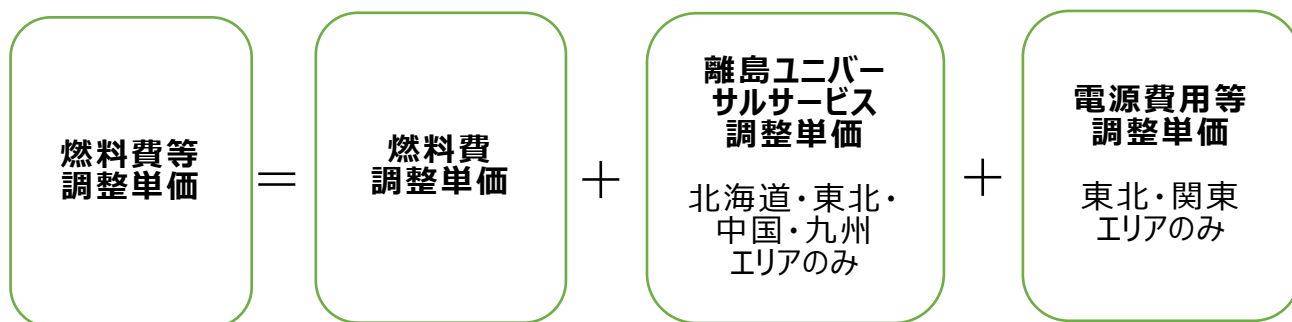 燃料費等
調整単価
＝
燃料費
調整単価
＋
離島ユニバー
サルサービス
調整単価
北海道・東北・
中国・九州
エリアのみ
＋
電源費用等
調整単価
東北・関東
エリアのみ